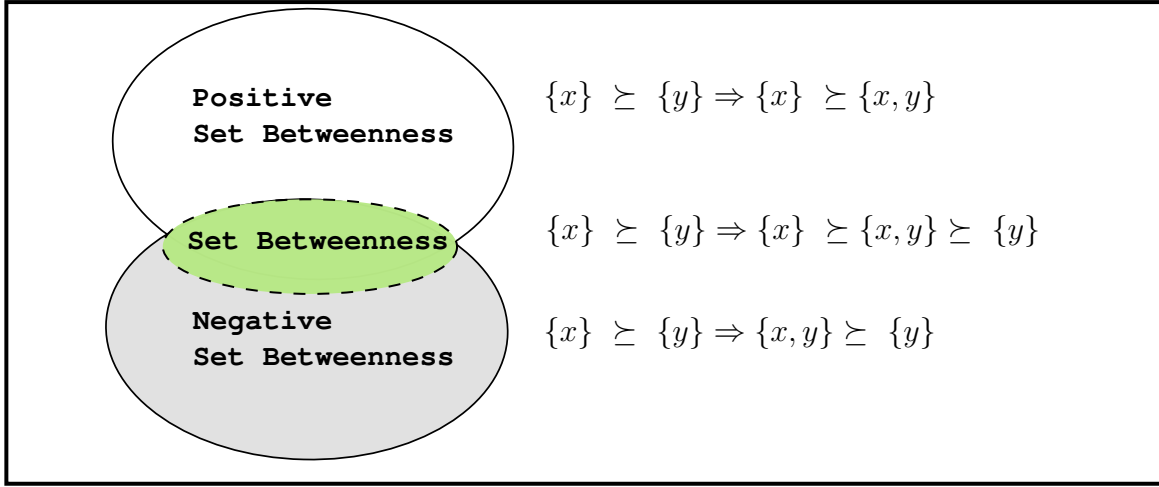 Positive
Set Betweenness
{x} ⪰ {y} ⇒ {x} ⪰ {x, y}
Set Betweenness
{x} ⪰ {y} ⇒ {x} ⪰ {x, y} ⪰ {y}
Negative
Set Betweenness
{x} ⪰ {y} ⇒ {x, y} ⪰ {y}